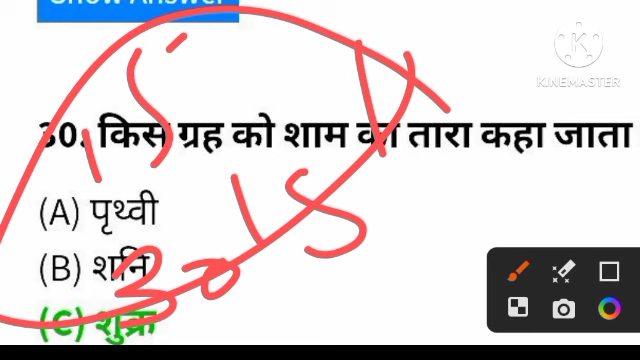 Show Answer
KINEMASTER
30. किस ग्रह को शाम का तारा कहा जाता
(A) पृथ्वी
(B) शनि
(C) शुक्र